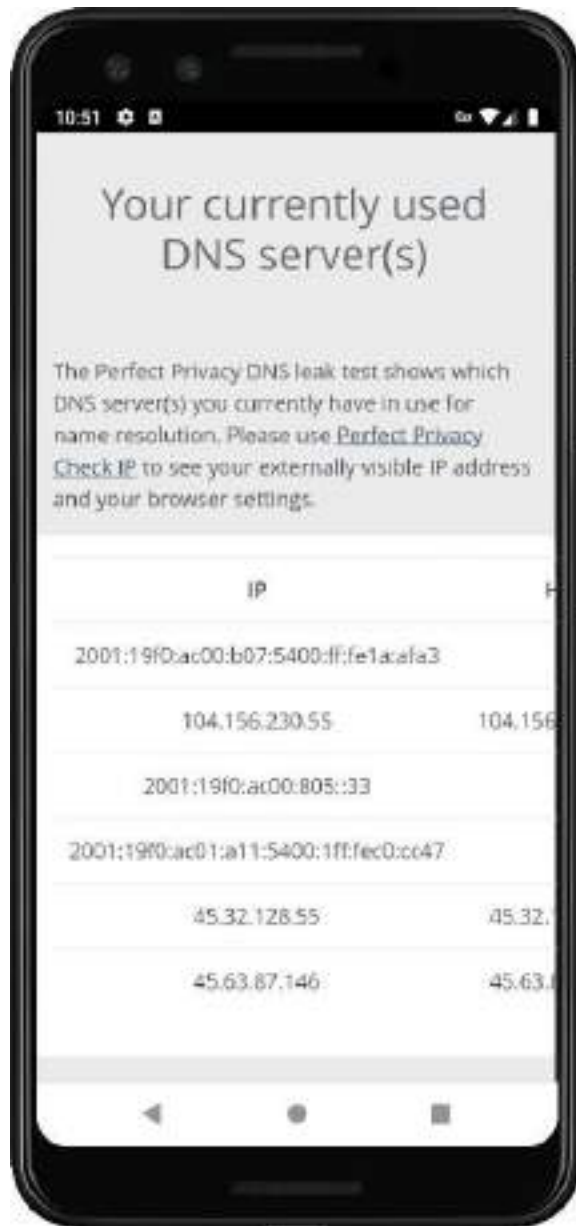 10:51
Your currently used
DNS server(s)
The Perfect Privacy DNS leak test shows which
DNS server(s) you currently have in use for
name resolution. Please use Perfect Privacy
Check IP to see your externally visible IP address
and your browser settings.
IP H
2001:19f0:ac00:b07:5400:ff:fe1a:afa3
104.156.230.55 104.156
2001:19f0:ac00:805::33
2001:19f0:ac01:a11:5400:1ff:fec0:cc47
45.32.128.55 45.32.
45.63.87.146 45.63.